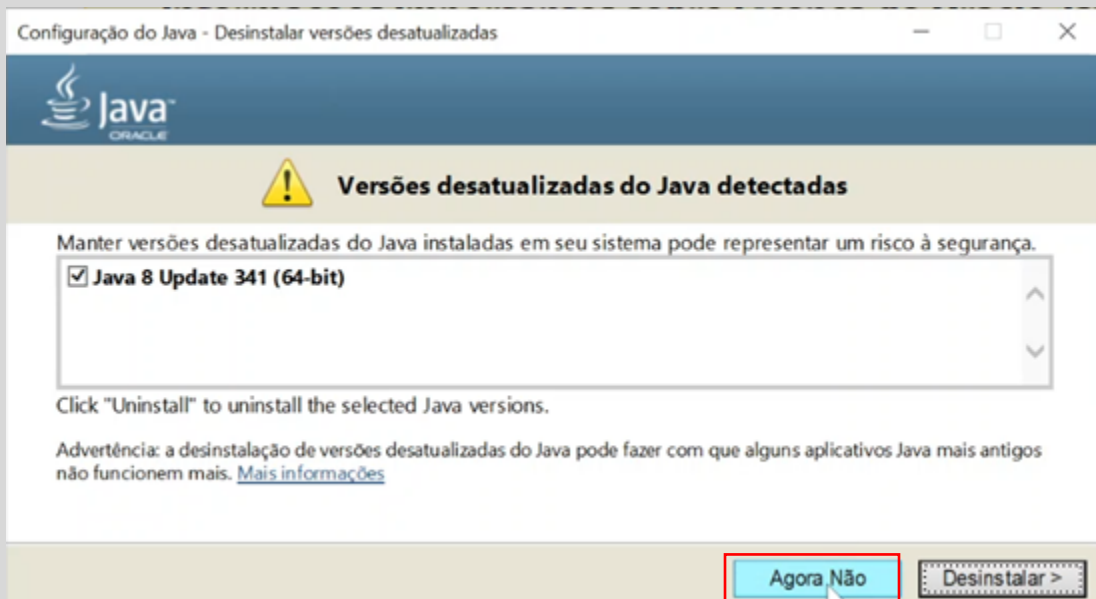 Configuração do Java - Desinstalar versões desatualizadas
Java™
ORACLE
Versões desatualizadas do Java detectadas
Manter versões desatualizadas do Java instaladas em seu sistema pode representar um risco à segurança.
Java 8 Update 341 (64-bit)
Click "Uninstall" to uninstall the selected Java versions.
Advertência: a desinstalação de versões desatualizadas do Java pode fazer com que alguns aplicativos Java mais antigos
não funcionem mais. Mais informações
Agora Não
Desinstalar >